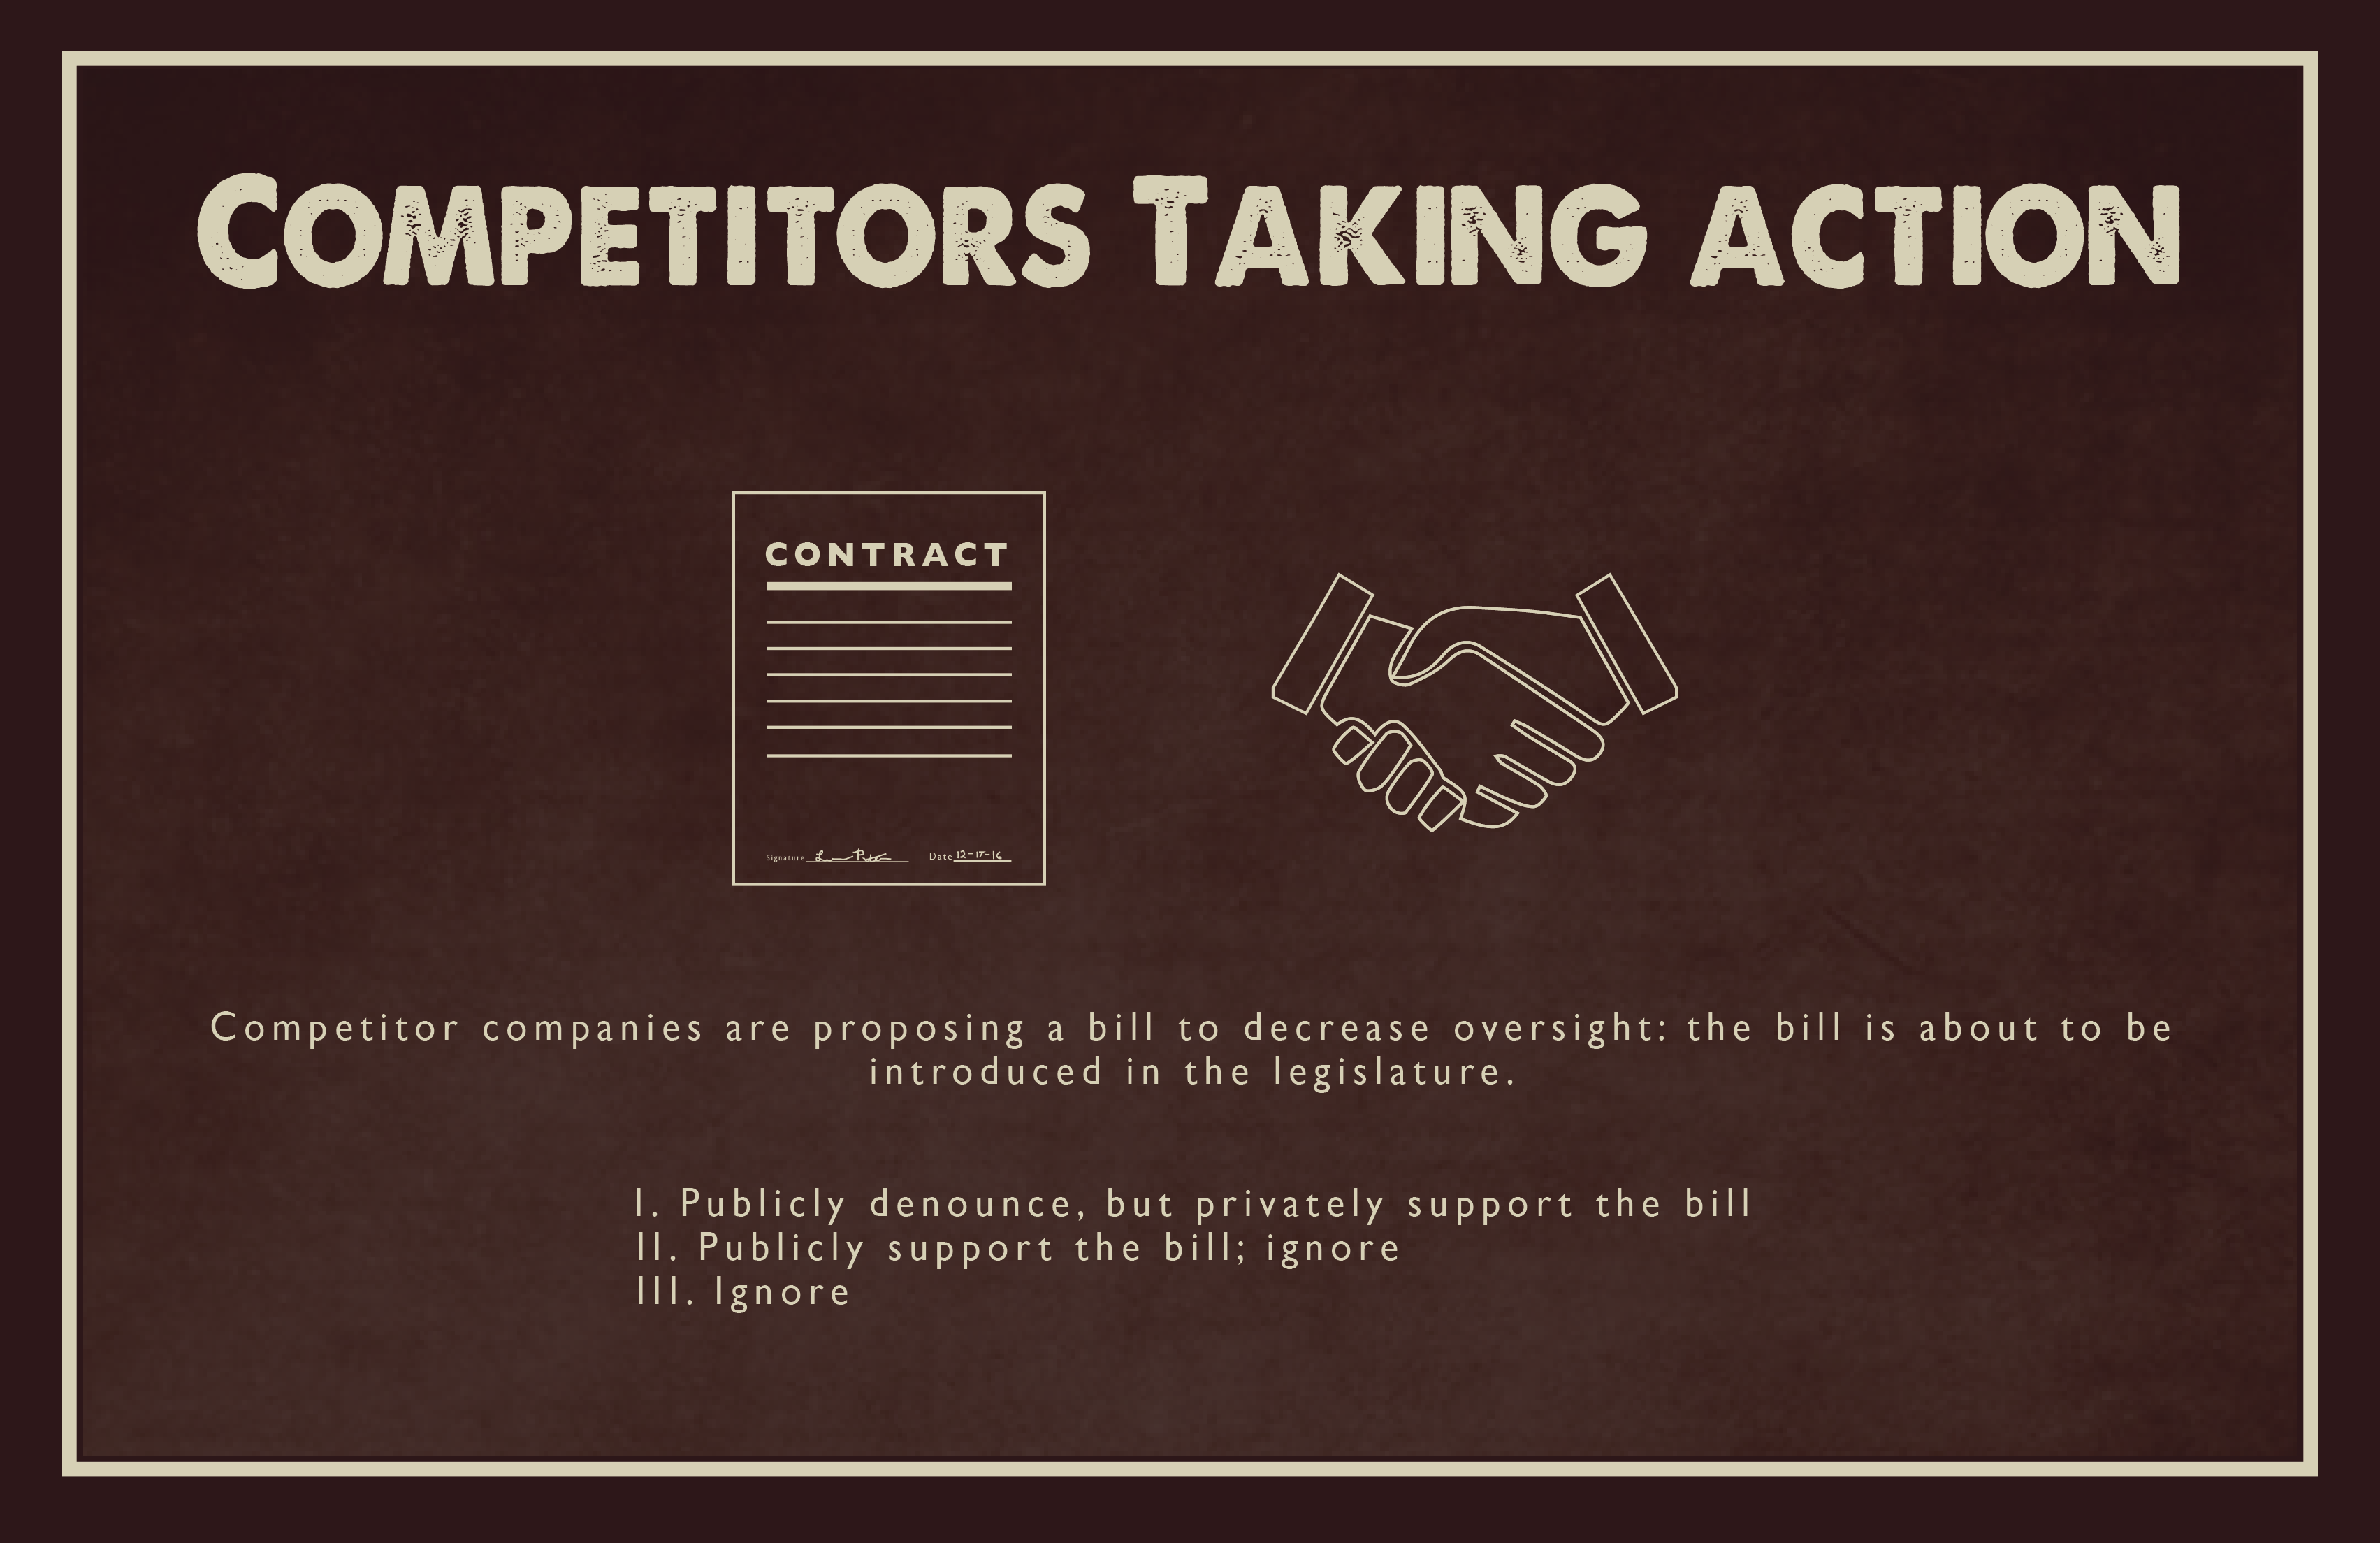 Competitors Taking Action
CONTRACT
Signature Date 12-17-16
Competitor companies are proposing a bill to decrease oversight: the bill is about to be
introduced in the legislature.
I. Publicly denounce, but privately support the bill
II. Publicly support the bill; ignore
III. Ignore